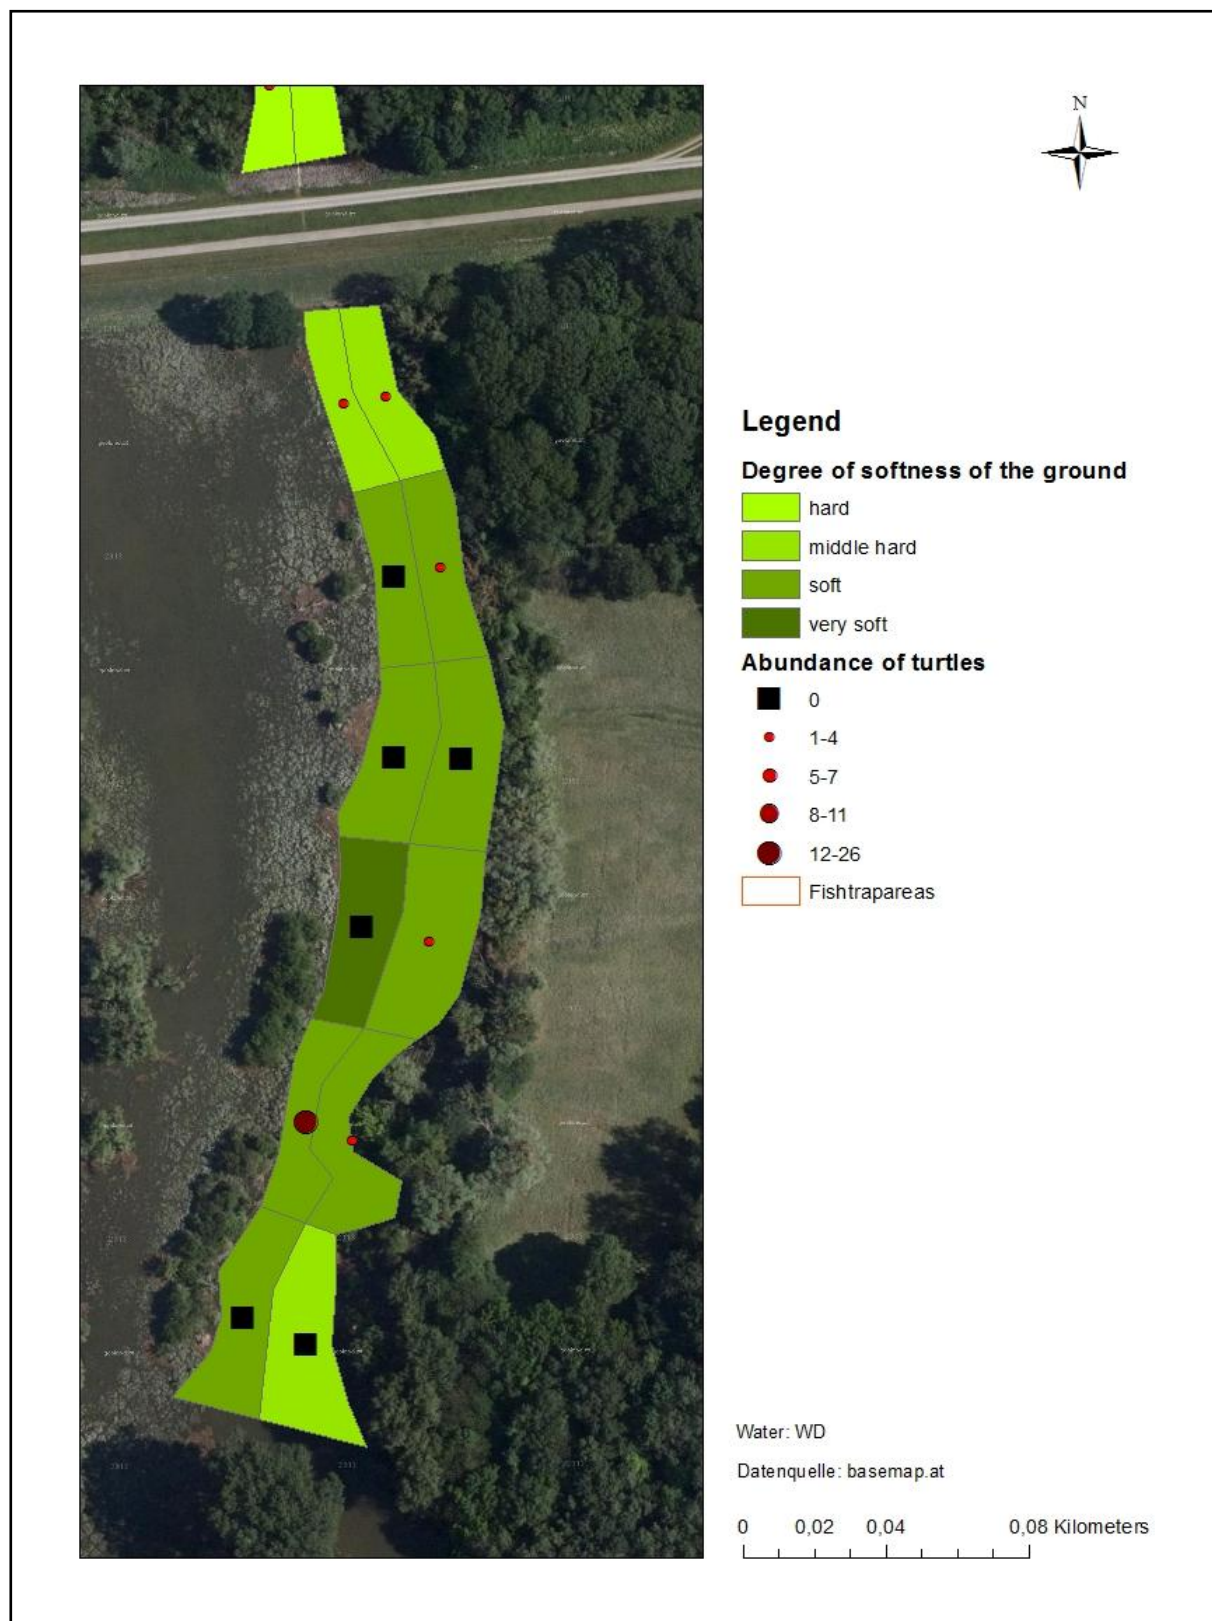 N
Legend
Degree of softness of the ground
hard
middle hard
soft
very soft
Abundance of turtles
0
1-4
5-7
8-11
12-26
Fishtrapareas
Water: WD
Datenquelle: basemap.at
0 0,02 0,04 0,08 Kilometers